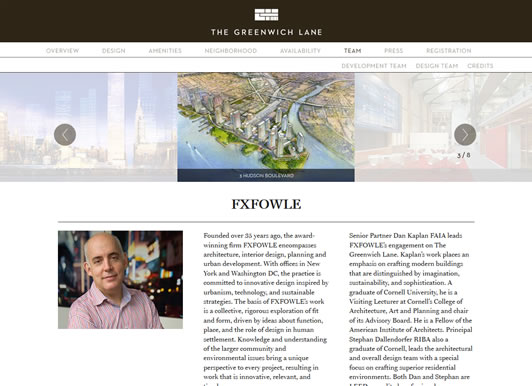 THE GREENWICH LANE
OVERVIEW DESIGN AMENITIES NEIGHBORHOOD AVAILABILITY TEAM PRESS REGISTRATION
DEVELOPMENT TEAM DESIGN TEAM CREDITS
3 / 8
3 HUDSON BOULEVARD
FXFOWLE
Founded over 35 years ago, the award-
winning firm FXFOWLE encompasses
architecture, interior design, planning and
urban development. With offices in New
York and Washington DC, the practice is
committed to innovative design inspired by
urbanism, technology, and sustainable
strategies. The basis of FXFOWLE's work
is a collective, rigorous exploration of fit
and form, driven by ideas about function,
place, and the role of design in human
settlement. Knowledge and understanding
of the larger community and
environmental issues bring a unique
perspective to every project, resulting in
work that is innovative, relevant, and
Senior Partner Dan Kaplan FAIA leads
FXFOWLE's engagement on The
Greenwich Lane. Kaplan's work places an
emphasis on crafting modern buildings
that are distinguished by imagination,
sustainability, and sophistication. A
graduate of Cornell University, he is a
Visiting Lecturer at Cornell's College of
Architecture, Art and Planning and chair
of its Advisory Board. He is a Fellow of the
American Institute of Architects. Principal
Stephan Dallendorfer RIBA also a
graduate of Cornell, leads the architectural
and overall design team with a special
focus on crafting superior residential
environments. Both Dan and Stephan are